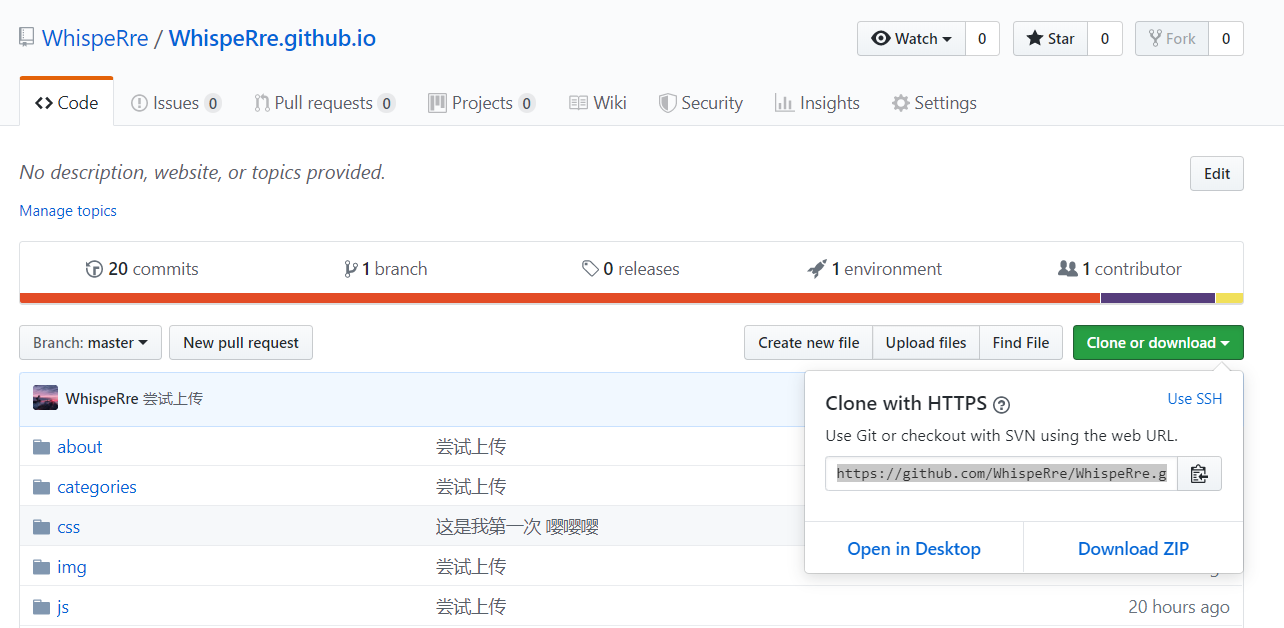 WhispeRre / WhispeRre.github.io
Watch 0 Star 0 Fork 0
Code Issues 0 Pull requests 0 Projects 0 Wiki Security Insights Settings
No description, website, or topics provided.
Edit
Manage topics
20 commits 1 branch 0 releases 1 environment 1 contributor
Branch: master New pull request Create new file Upload files Find File Clone or download
WhispeRre 尝试上传
Clone with HTTPS ? Use SSH
Use Git or checkout with SVN using the web URL.
https://github.com/WhispeRre/WhispeRre.g
Open in Desktop Download ZIP
about 尝试上传
categories 尝试上传
css 这是我第一次 嘤嘤嘤
img 尝试上传
js 尝试上传 20 hours ago